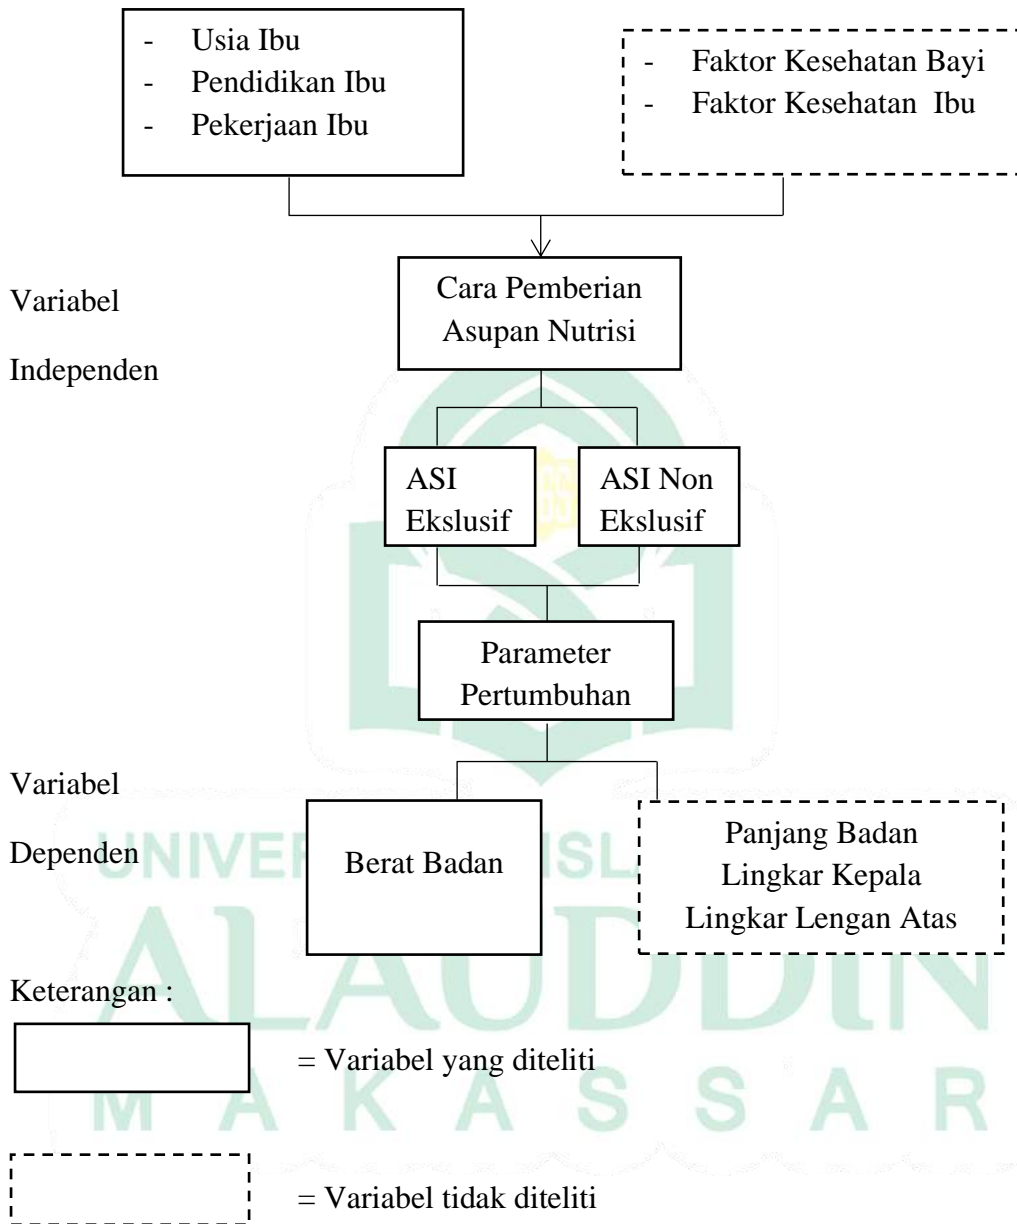 - Usia Ibu
- Pendidikan Ibu
- Pekerjaan Ibu
- Faktor Kesehatan Bayi
- Faktor Kesehatan Ibu
Cara Pemberian
Asupan Nutrisi
Variabel
Independen
ASI
Ekslusif
ASI Non
Ekslusif
Parameter
Pertumbuhan
Variabel
Dependen
Berat Badan
Panjang Badan
Lingkar Kepala
Lingkar Lengan Atas
Keterangan :
= Variabel yang diteliti
= Variabel tidak diteliti
ALAUDDIN
MAKASSAR